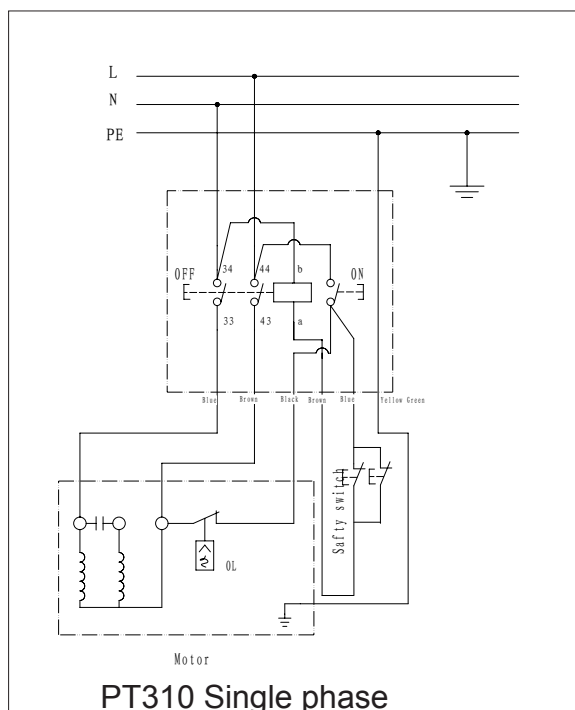 L
N
PE
OFF 34 44 b ON
33 43 a
Blue Brown Black Brown Blue Yellow Green
Safty switch
OL
Motor
PT310 Single phase